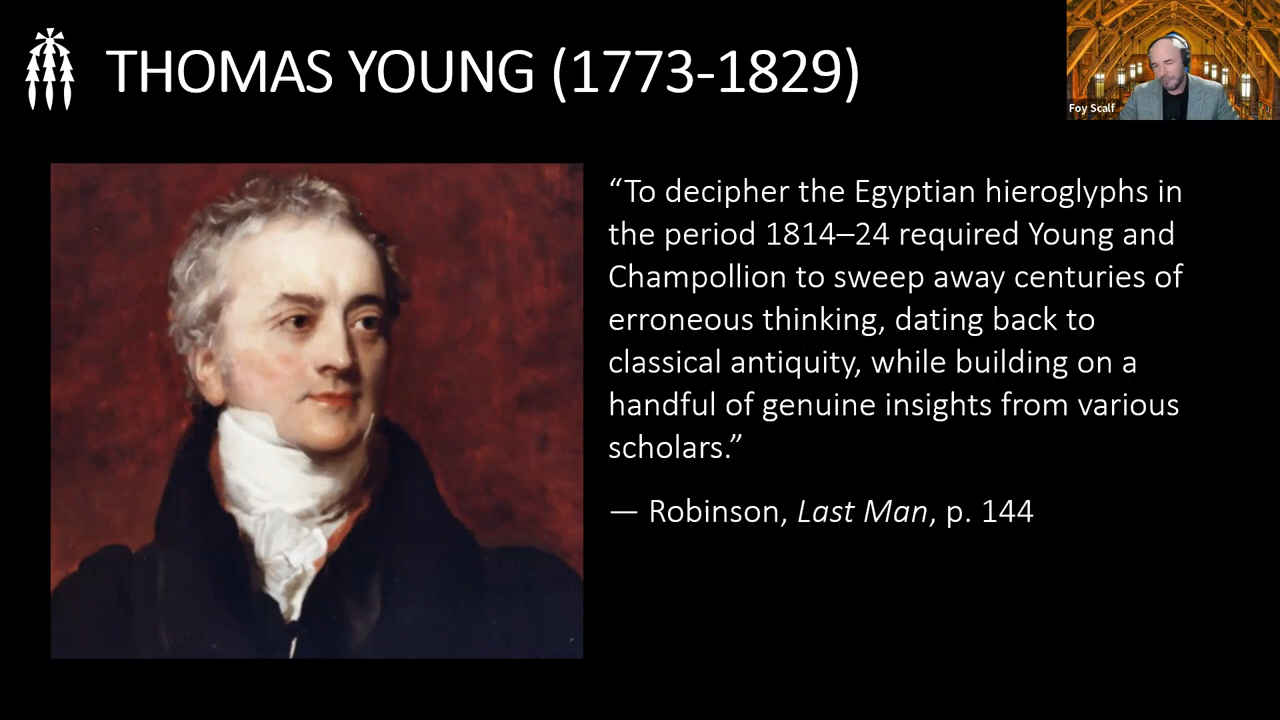 THOMAS YOUNG (1773-1829)
Foy Scalf
“To decipher the Egyptian hieroglyphs in
the period 1814–24 required Young and
Champollion to sweep away centuries of
erroneous thinking, dating back to
classical antiquity, while building on a
handful of genuine insights from various
scholars.”
— Robinson, Last Man, p. 144